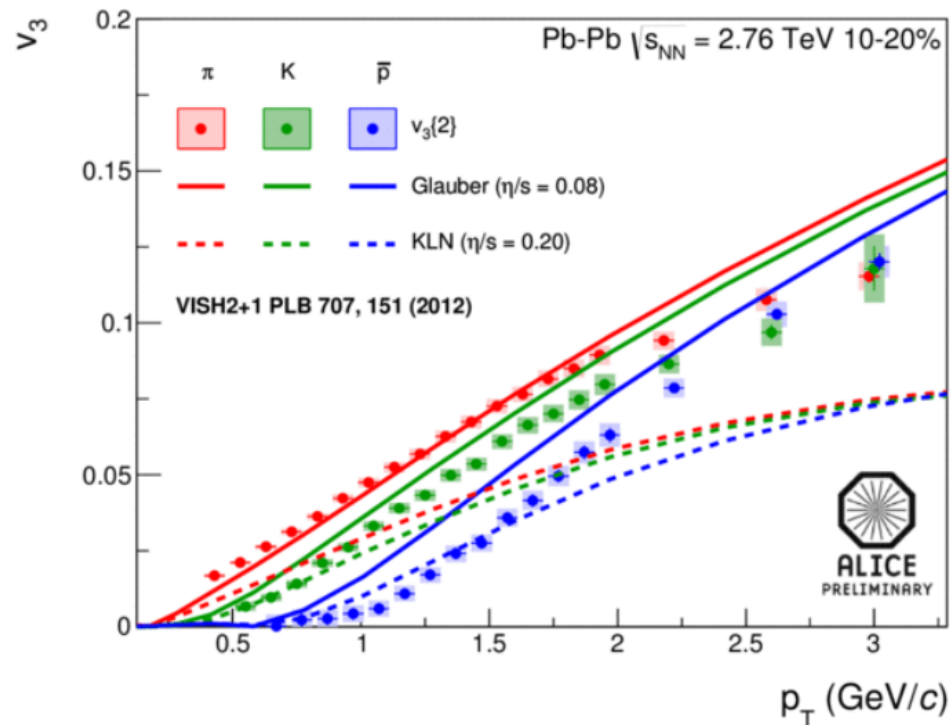 v₃
0.2
Pb-Pb √s_NN = 2.76 TeV 10-20%
π K p̅
v₃{2}
0.15
Glauber (η/s = 0.08)
KLN (η/s = 0.20)
VISH2+1 PLB 707, 151 (2012)
0.1
0.05
ALICE
PRELIMINARY
0
0.5 1 1.5 2 2.5 3
p_T (GeV/c)